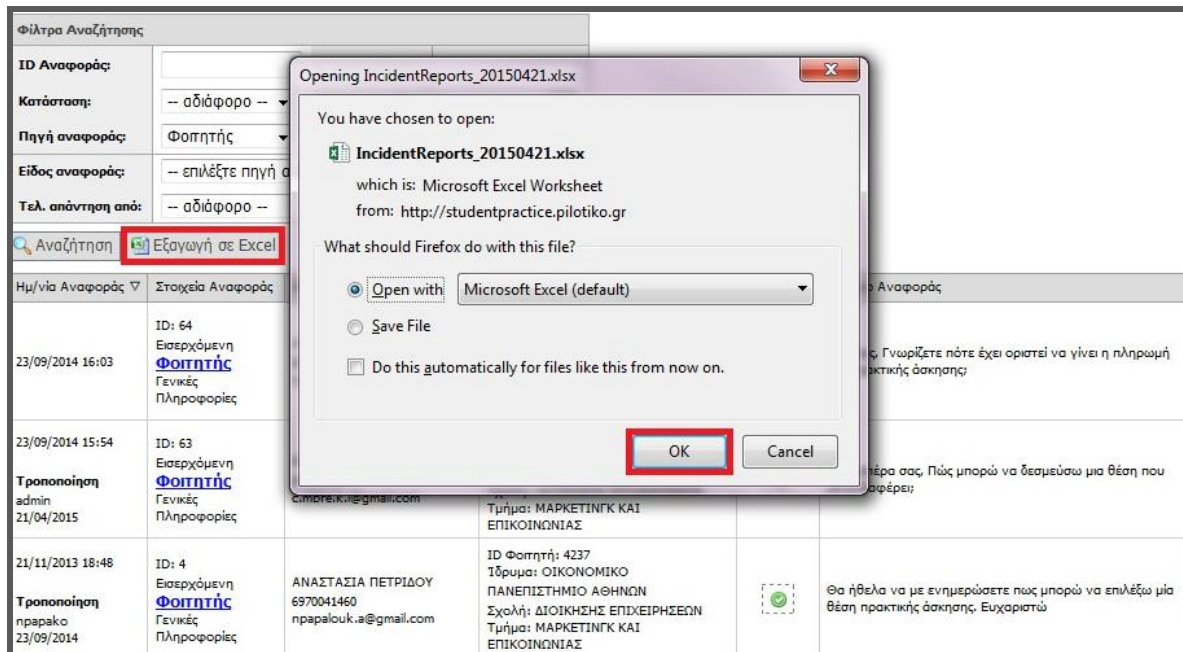 Φίλτρα Αναζήτησης
ID Αναφοράς:
Κατάσταση:
-- αδιάφορο --
Πηγή αναφοράς:
Φοιτητής
Είδος αναφοράς:
-- επιλέξτε πηγή
Τελ. απάντηση από:
-- αδιάφορο --
Αναζήτηση
Εξαγωγή σε Excel
Opening IncidentReports_20150421.xlsx
You have chosen to open:
IncidentReports_20150421.xlsx
which is: Microsoft Excel Worksheet
from: http://studentpractice.pilotiko.gr
What should Firefox do with this file?
Open with
Microsoft Excel (default)
Save File
Do this automatically for files like this from now on.
OK
Cancel
Ημ/νία Αναφοράς
Στοιχεία Αναφοράς
Αναφοράς
23/09/2014 16:03
ID: 64
Εισερχόμενη
Φοιτητής
Γενικές
Πληροφορίες
Γνωρίζετε πότε έχει οριστεί να γίνει η πληρωμή
άσκησης;
23/09/2014 15:54
Τροποποίηση
admin
21/04/2015
ID: 63
Εισερχόμενη
Φοιτητής
Γενικές
Πληροφορίες
c.mbre.k.i@gmail.com
Τμήμα: ΜΑΡΚΕΤΙΝΓΚ ΚΑΙ
ΕΠΙΚΟΙΝΩΝΙΑΣ
σας, Πώς μπορώ να δεσμεύσω μια θέση που
21/11/2013 18:48
Τροποποίηση
npapako
23/09/2014
ID: 4
Εισερχόμενη
Φοιτητής
Γενικές
Πληροφορίες
ΑΝΑΣΤΑΣΙΑ ΠΕΤΡΙΔΟΥ
6970041460
npapalouk.a@gmail.com
ID Φοιτητή: 4237
Ίδρυμα: ΟΙΚΟΝΟΜΙΚΟ
ΠΑΝΕΠΙΣΤΗΜΙΟ ΑΘΗΝΩΝ
Σχολή: ΔΙΟΙΚΗΣΗΣ ΕΠΙΧΕΙΡΗΣΕΩΝ
Τμήμα: ΜΑΡΚΕΤΙΝΓΚ ΚΑΙ
ΕΠΙΚΟΙΝΩΝΙΑΣ
Θα ήθελα να με ενημερώσετε πως μπορώ να επιλέξω μία
θέση πρακτικής άσκησης. Ευχαριστώ